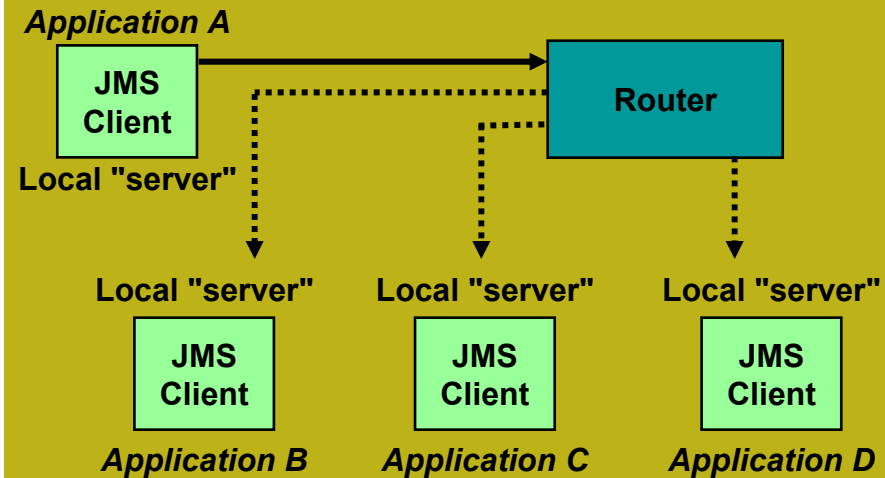 Application A
JMS
Client
Router
Local "server"
Local "server"
Local "server"
Local "server"
JMS
Client
JMS
Client
JMS
Client
Application B
Application C
Application D